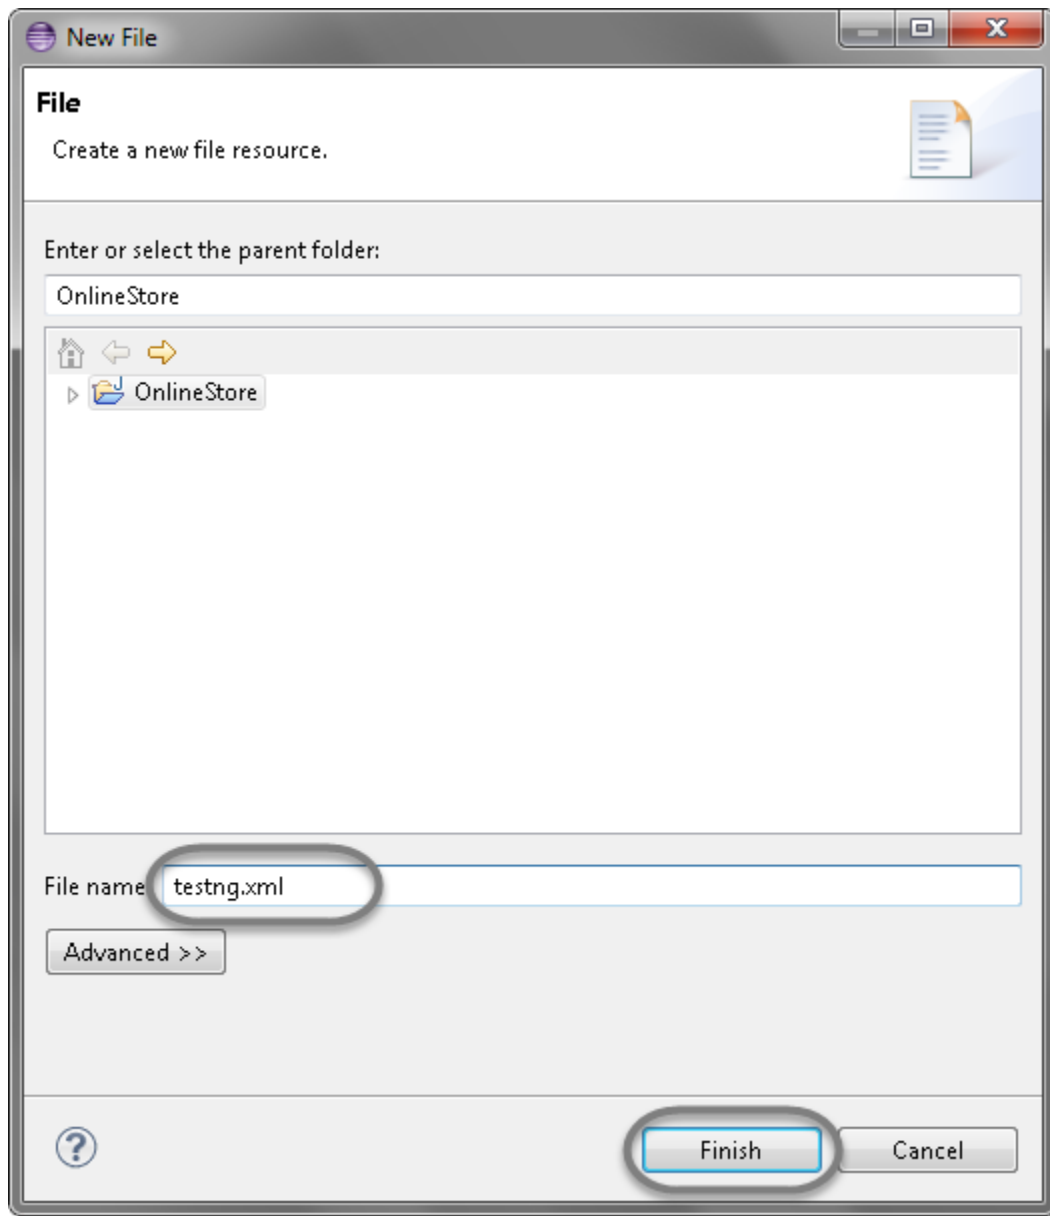 New File
File
Create a new file resource.
Enter or select the parent folder:
OnlineStore
OnlineStore
File name testng.xml
Advanced >>
Finish Cancel